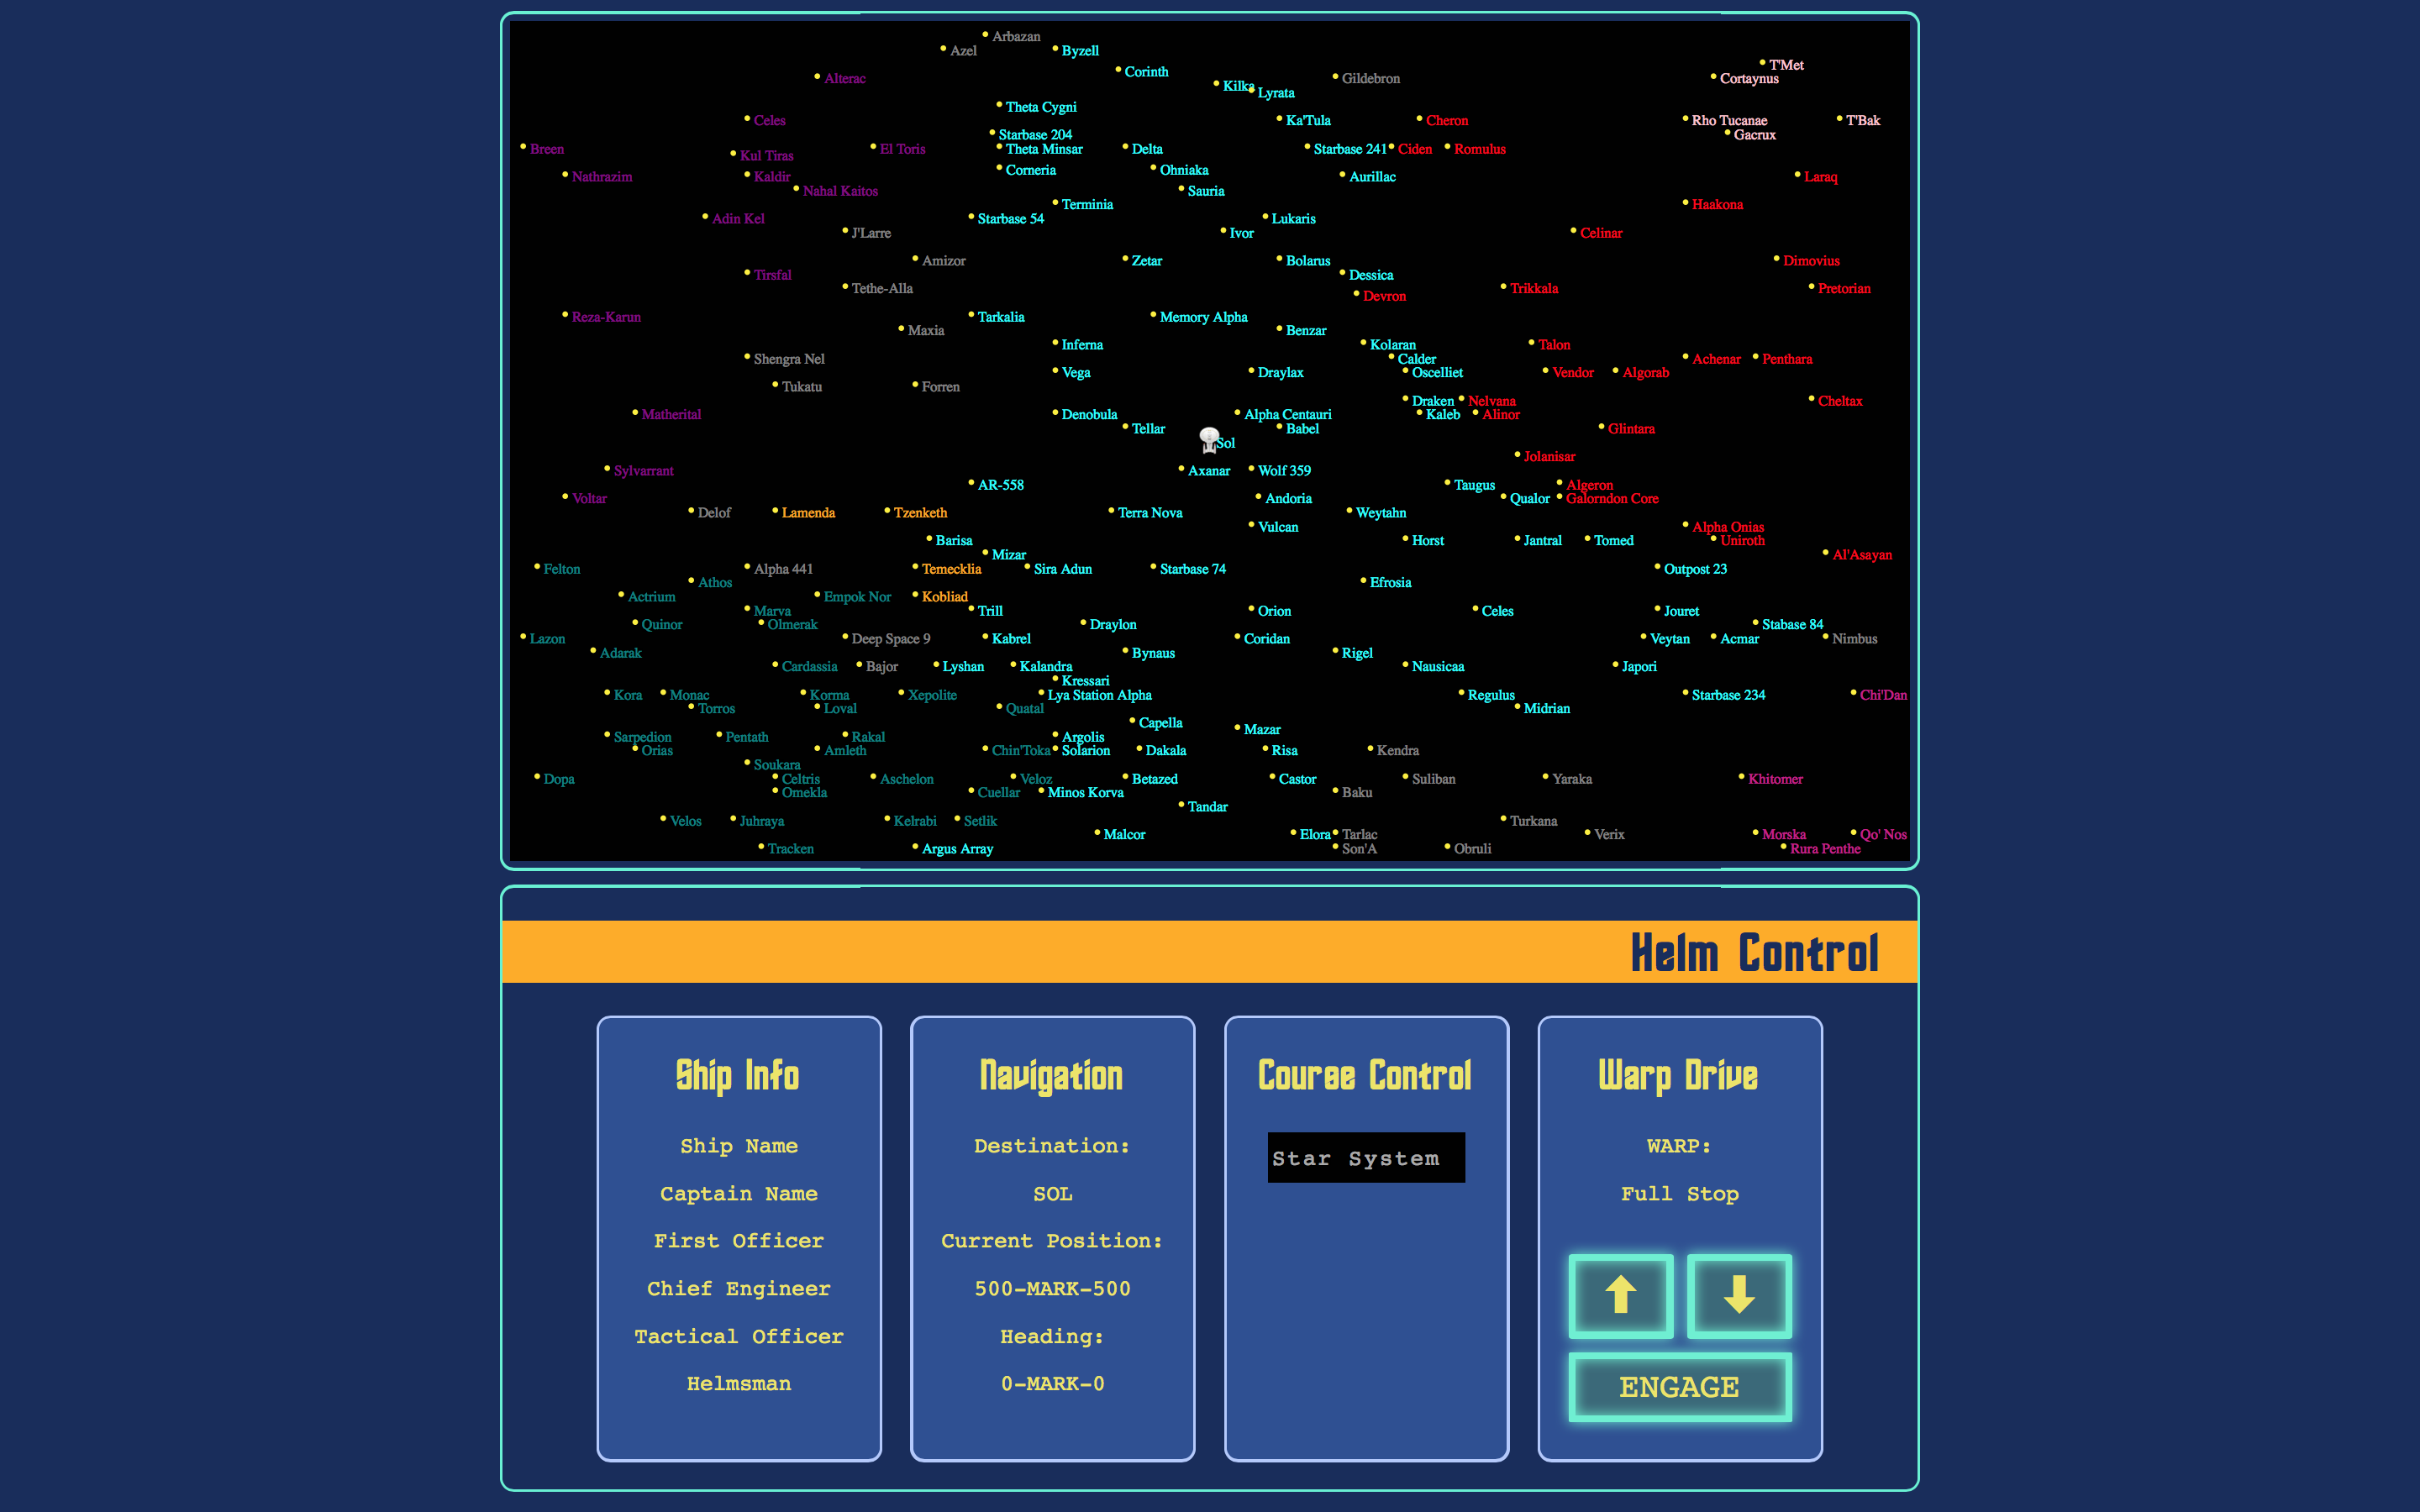 Arbazan
Azel Byzell
T'Met
Corinth
Alterac Gildebron Cortaynus
Kilka
Lyrata
Theta Cygni
Celes Ka'Tula Cheron Rho Tucanae T'Bak
Starbase 204 Gacrux
Breen El Toris Theta Minsar Delta Starbase 241 Ciden Romulus
Kul Tiras
Corneria Ohniaka
Nathrazim Kaldir Aurillac Laraq
Nahal Kaitos Sauria
Terminia Haakona
Adin Kel Starbase 54 Lukaris
J'Larre Ivor Celinar
Amizor Zetar Bolarus Dimovius
Tirsfal Dessica
Tethe-Alla Trikkala Pretorian
Devron
Reza-Karun Tarkalia Memory Alpha
Maxia Benzar
Inferna Kolaran Talon
Shengra Nel Calder Achenar Penthara
Vega Draylax Oscelliet Vendor Algorab
Tukatu Forren
Draken Nelvana Cheltax
Matherital Denobula Alpha Centauri Kaleb Alinor
Tellar Babel Glintara
Sol
Jolanisar
Sylvarrant Axanar Wolf 359
AR-558 Taugus Algeron
Voltar Andoria Qualor Galorndon Core
Delof Lamenda Tzenketh Terra Nova Weytahn
Vulcan Alpha Onias
Barisa Horst Jantral Tomed Uniroth
Mizar Al'Asayan
Felton Alpha 441 Temecklia Sira Adun Starbase 74 Outpost 23
Athos Efrosia
Actrium Empok Nor Kobliad
Marva Trill Orion Celes Jouret
Quinor Olmerak Draylon Stabase 84
Lazon Deep Space 9 Kabrel Coridan Veytan Acmar Nimbus
Adarak Bynaus Rigel
Cardassia Bajor Lyshan Kalandra Nausicaa Japori
Kressari
Kora Monac Korma Xepolite Lya Station Alpha Regulus Starbase 234 Chi'Dan
Torros Loval Quatal Midrian
Capella
Mazar
Sarpedion Pentath Rakal Argolis
Orias Amleth Chin'Toka Solarion Dakala Risa Kendra
Soukara
Dopa Celtris Aschelon Veloz Betazed Castor Suliban Yaraka Khitomer
Omekla Cuellar Minos Korva Baku
Tandar
Velos Juhraya Kelrabi Setlik Turkana
Malcor Elora Tarlac Verix Morska Qo' Nos
Tracken Argus Array Son'A Obruli Rura Penthe
Helm Control
Ship Info
Ship Name
Captain Name
First Officer
Chief Engineer
Tactical Officer
Helmsman
Navigation
Destination:
SOL
Current Position:
500-MARK-500
Heading:
0-MARK-0
Course Control
Star System
Warp Drive
WARP:
Full Stop
ENGAGE